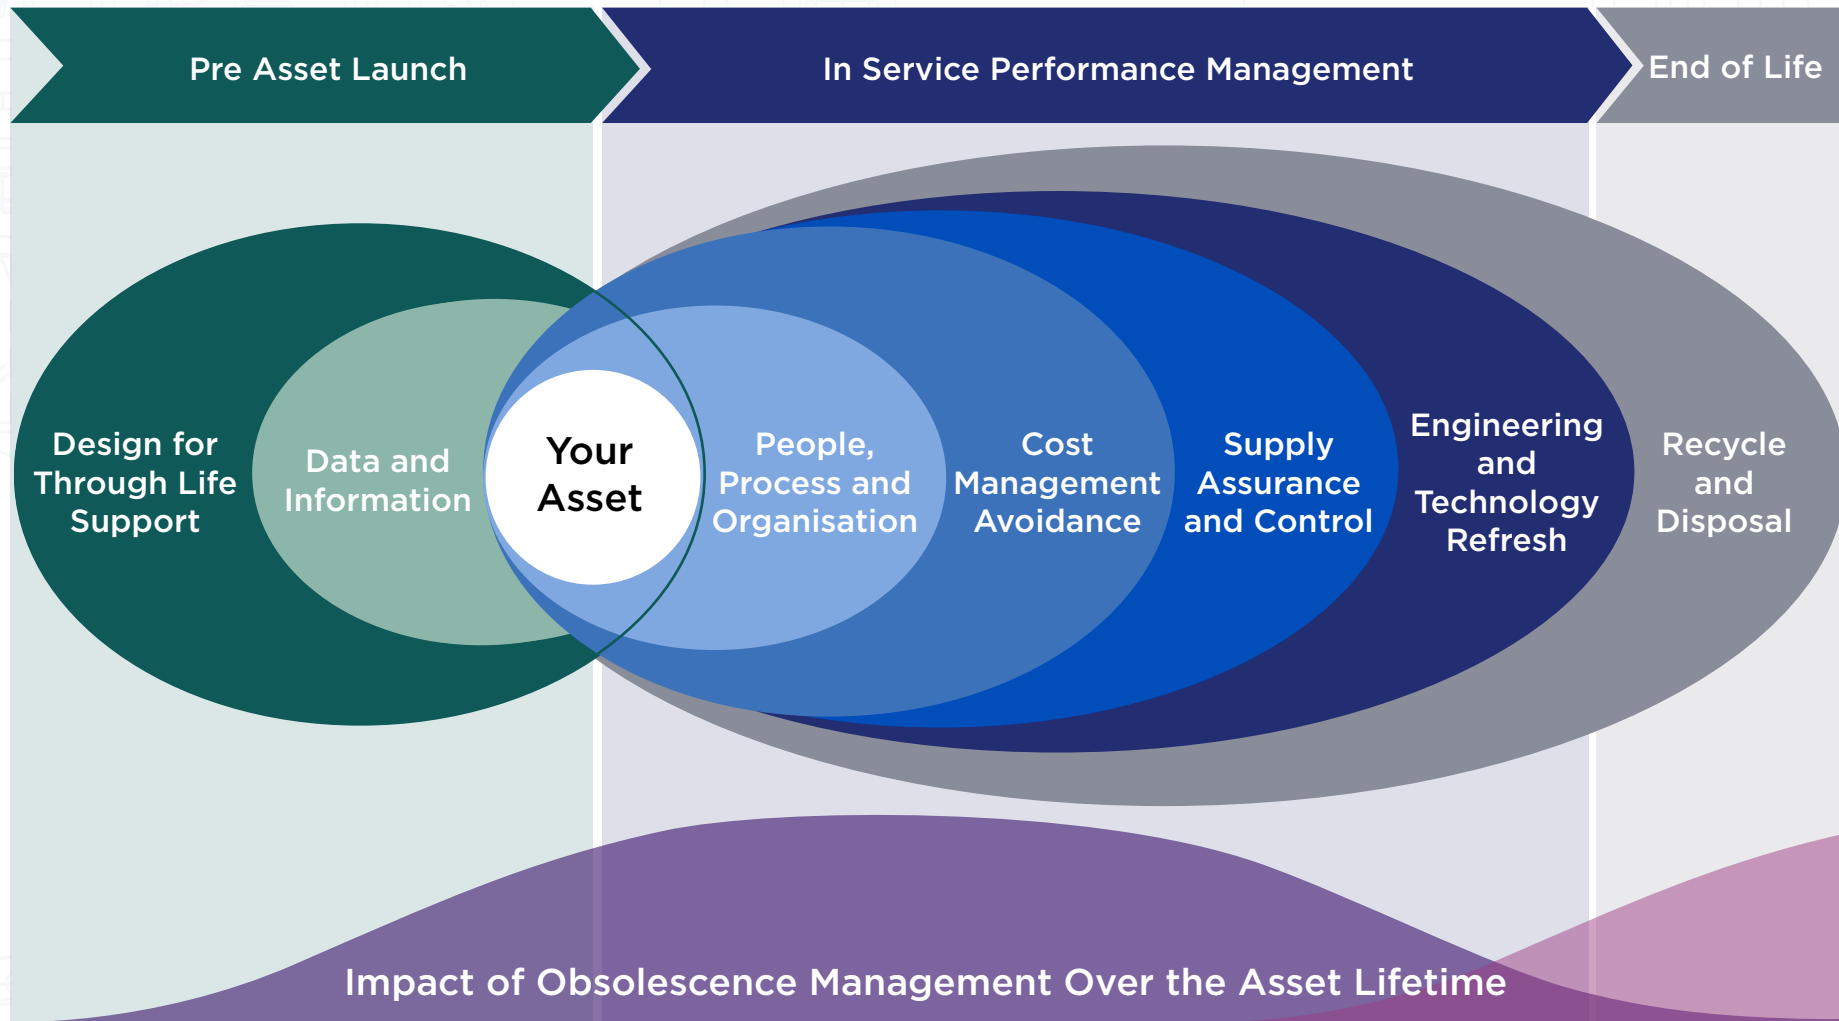 Pre Asset Launch
In Service Performance Management
End of Life
Design for
Through Life
Support
Data and
Information
Your
Asset
People,
Process and
Organisation
Cost
Management
Avoidance
Supply
Assurance
and Control
Engineering
and
Technology
Refresh
Recycle
and
Disposal
Impact of Obsolescence Management Over the Asset Lifetime